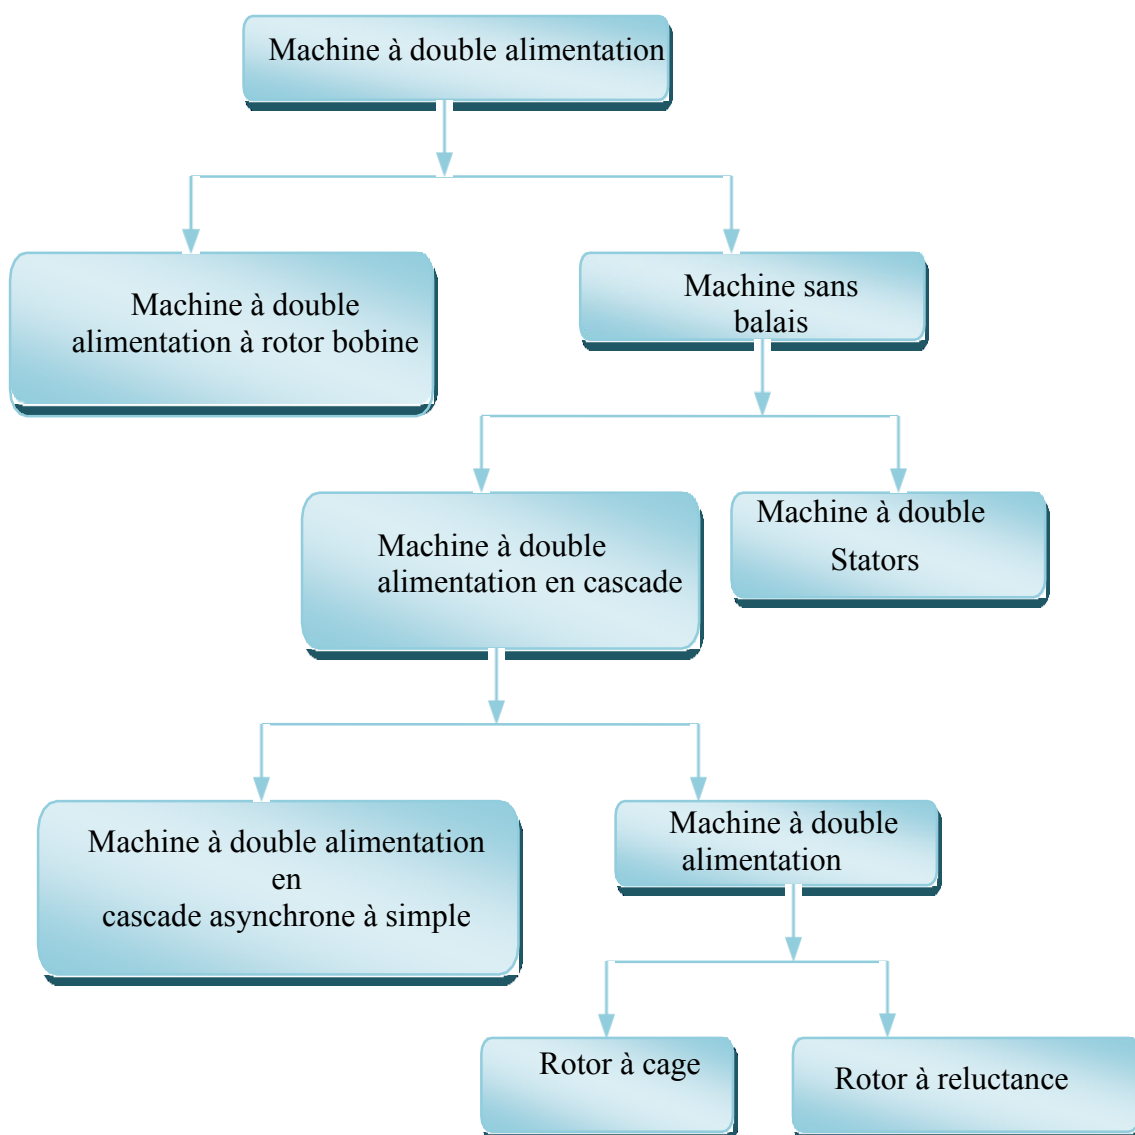 Machine à double alimentation
Machine à double
alimentation à rotor bobine
Machine sans
balais
Machine à double
alimentation en cascade
Machine à double
Stators
Machine à double alimentation
en
cascade asynchrone à simple
Machine à double
alimentation
Rotor à cage
Rotor à reluctance